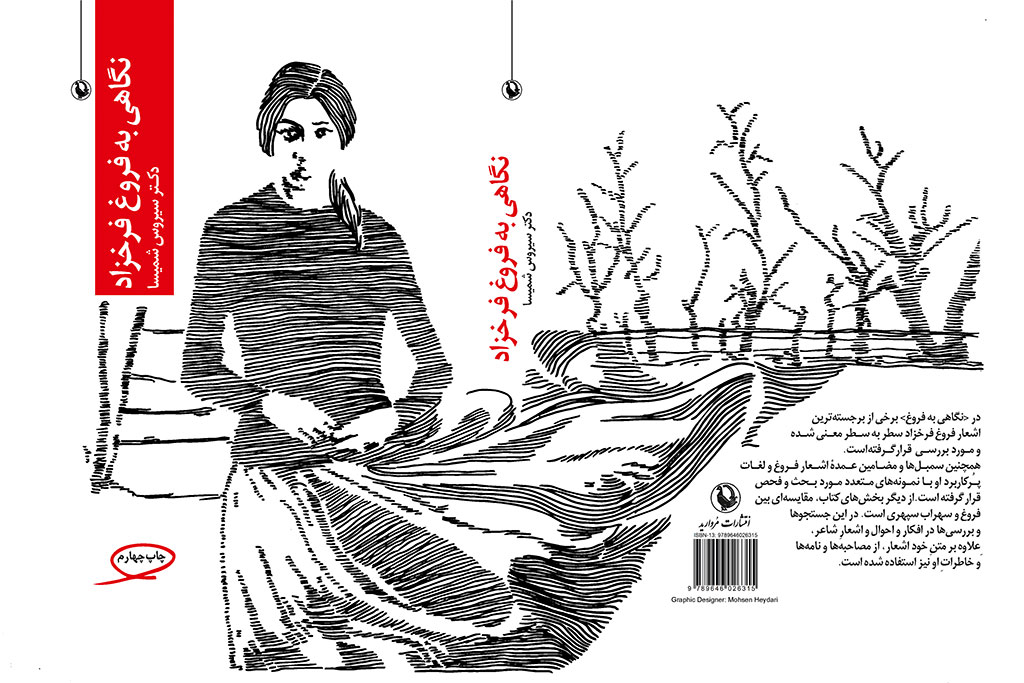 نگاهی به فروغ فرخزاد
دکتر سیروس شمیسا
چاپ چهارم
نگاهی به فروغ فرخزاد
دکتر سیروس شمیسا
در <نگاهی به فروغ> برخی از برجسته‌ترین
اشعار فروغ فرخزاد سطر به سطر معنی شده
و مورد بررسی قرار گرفته‌است.
همچنین سمبل‌ها و مضامین عمدۀ اشعار فروغ و لغات
پرکاربرد او با نمونه‌های متعدد مورد بحث و فحص
قرار گرفته است. از دیگر بخش‌های کتاب، مقایسه‌ای بین
فروغ و سهراب سپهری است. در این جستجوها
و بررسی‌ها در افکار و احوال و اشعارِ شاعر،
علاوه بر متنِ خود اشعار، از مصاحبه‌ها و نامه‌ها
و خاطراتِ او نیز استفاده شده است.
انتشارات مروارید
ISBN-13: 9789646026315
9 789646 026315
Graphic Designer: Mohsen Heydari